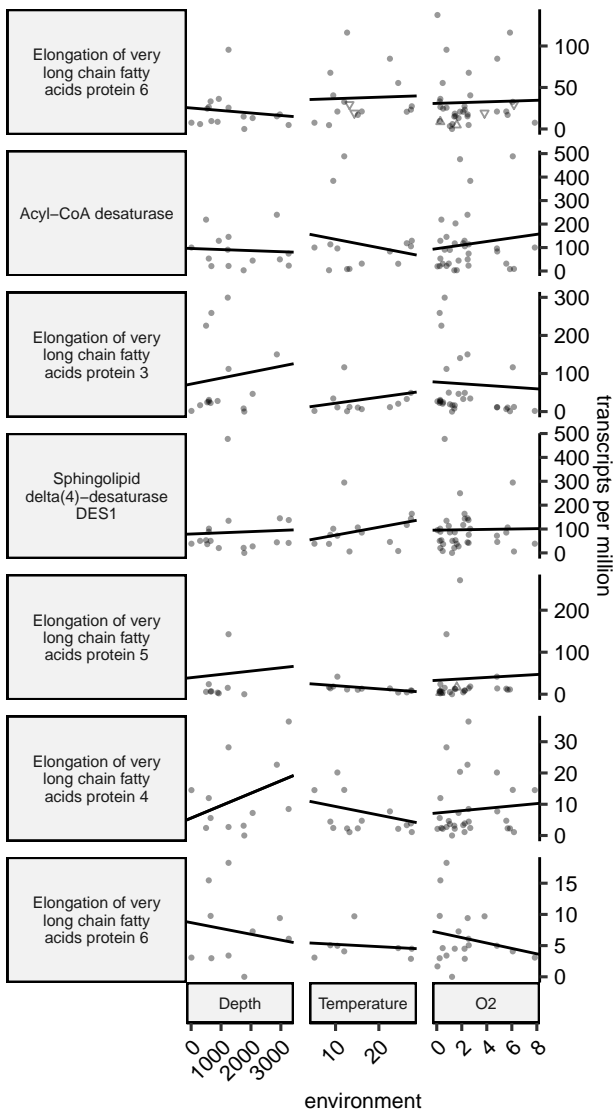 Elongation of very
long chain fatty
acids protein 6
100
50
0
Acyl−CoA desaturase
500
400
300
200
100
0
Elongation of very
long chain fatty
acids protein 3
300
200
100
0
Sphingolipid
delta(4)−desaturase
DES1
500
400
300
200
100
0
Elongation of very
long chain fatty
acids protein 5
200
100
0
Elongation of very
long chain fatty
acids protein 4
30
20
10
0
Elongation of very
long chain fatty
acids protein 6
15
10
5
0
transcripts per million
Depth Temperature O2
0 1000 2000 3000 10 20 0 2 4 6 8
environment